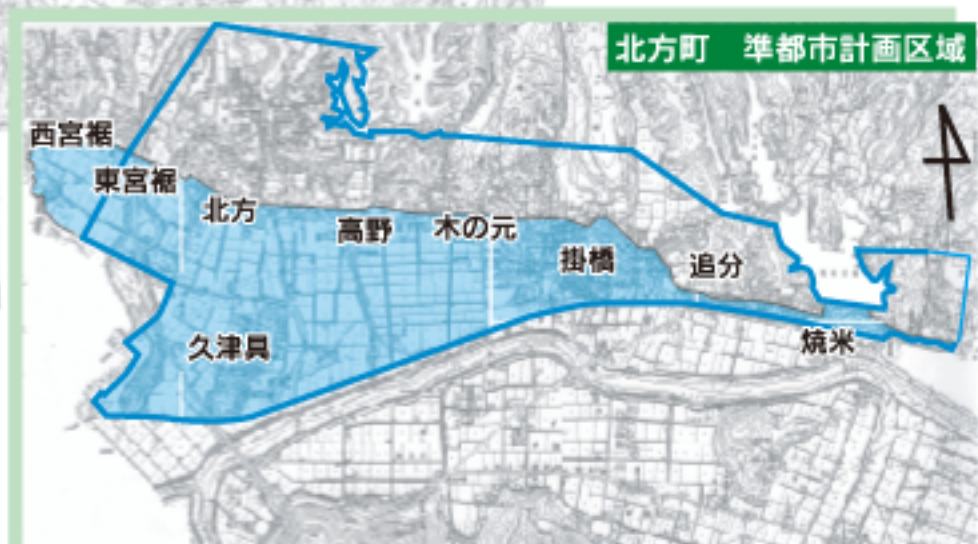 北方町 準都市計画区域
西宮裾
東宮裾
北方
高野
木の元
掛橋
追分
焼米
久津具